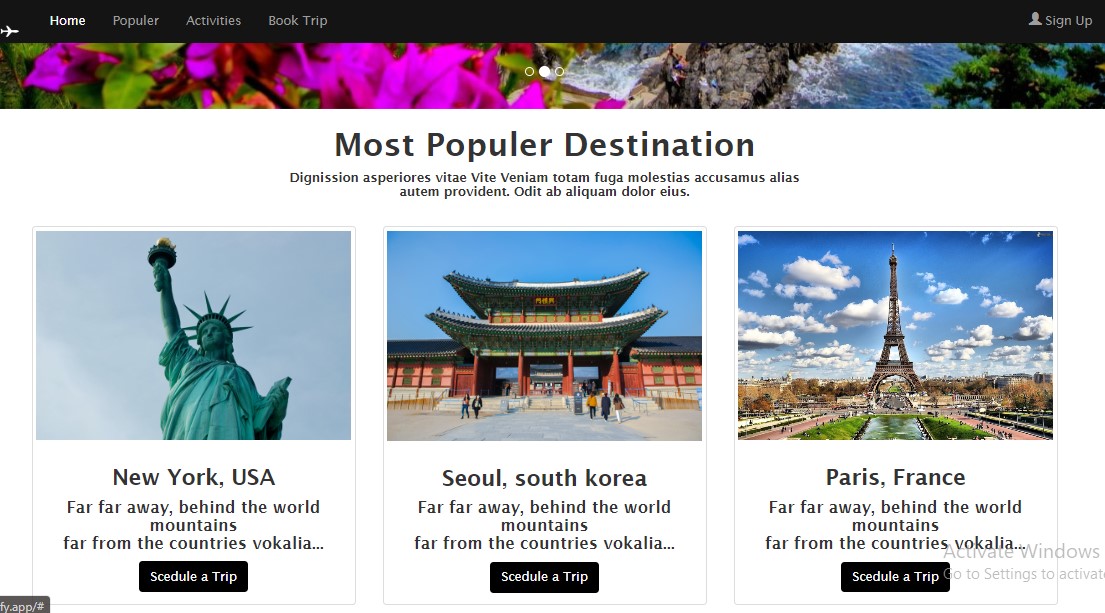 Home Populer Activities Book Trip Sign Up
Most Populer Destination
Dignission asperiores vitae Vite Veniam totam fuga molestias accusamus alias
autem provident. Odit ab aliquam dolor eius.
New York, USA
Far far away, behind the world
mountains
far from the countries vokalia...
Scedule a Trip
Seoul, south korea
Far far away, behind the world
mountains
far from the countries vokalia...
Scedule a Trip
Paris, France
Far far away, behind the world
mountains
far from the countries vokalia...
Scedule a Trip
Activate Windows
Go to Settings to activate
fy.app/#